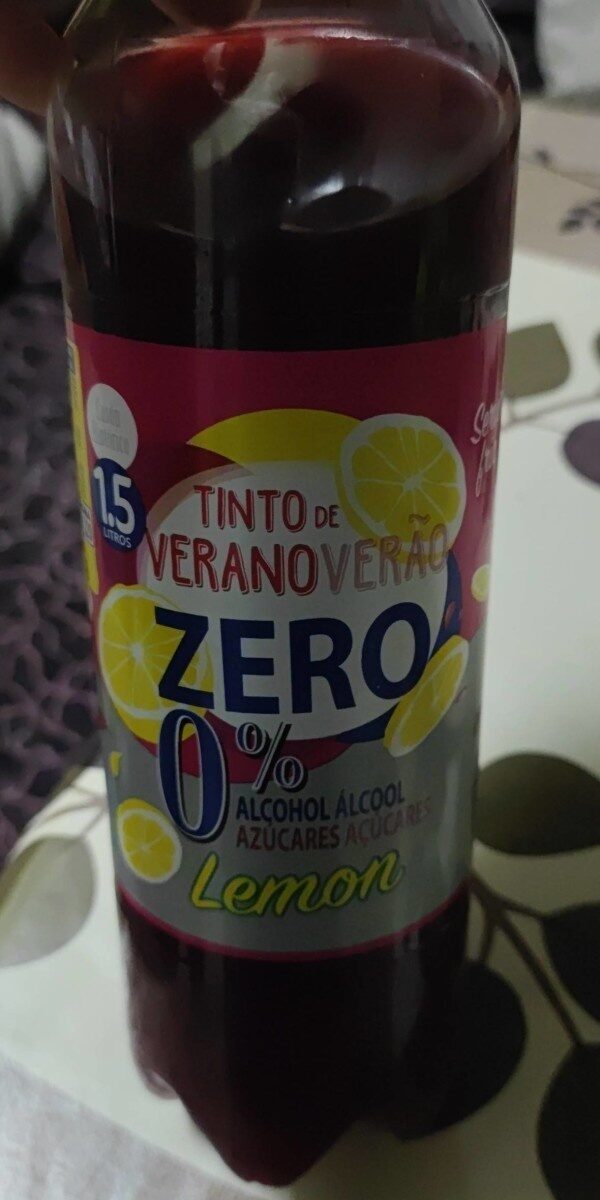 1.5
LITROS
TINTO DE
VERANO VERÃO
ZERO
0%
ALCOHOL ÁLCOOL
AZÚCARES AÇÚCARES
Lemon